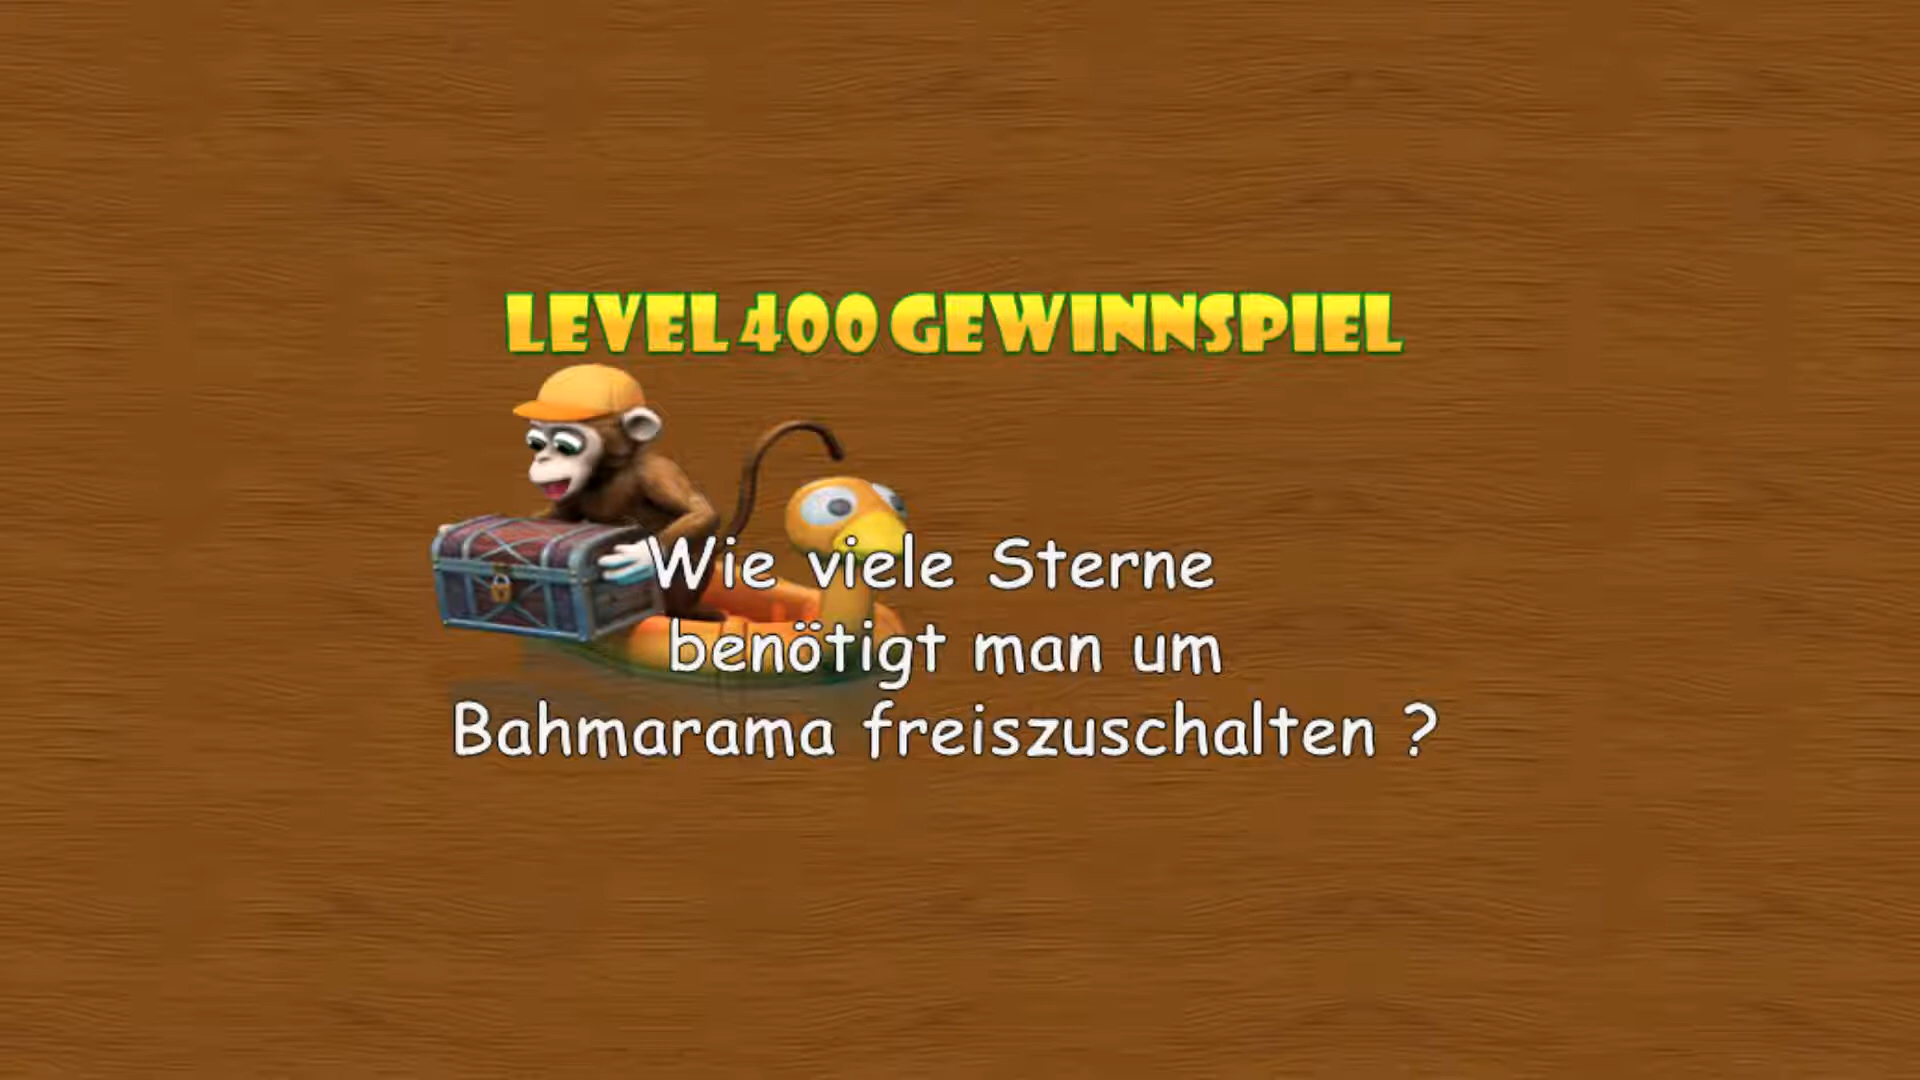 LEVEL 400 GEWINNSPIEL
Wie viele Sterne
benötigt man um
Bahmarama freiszuschalten ?